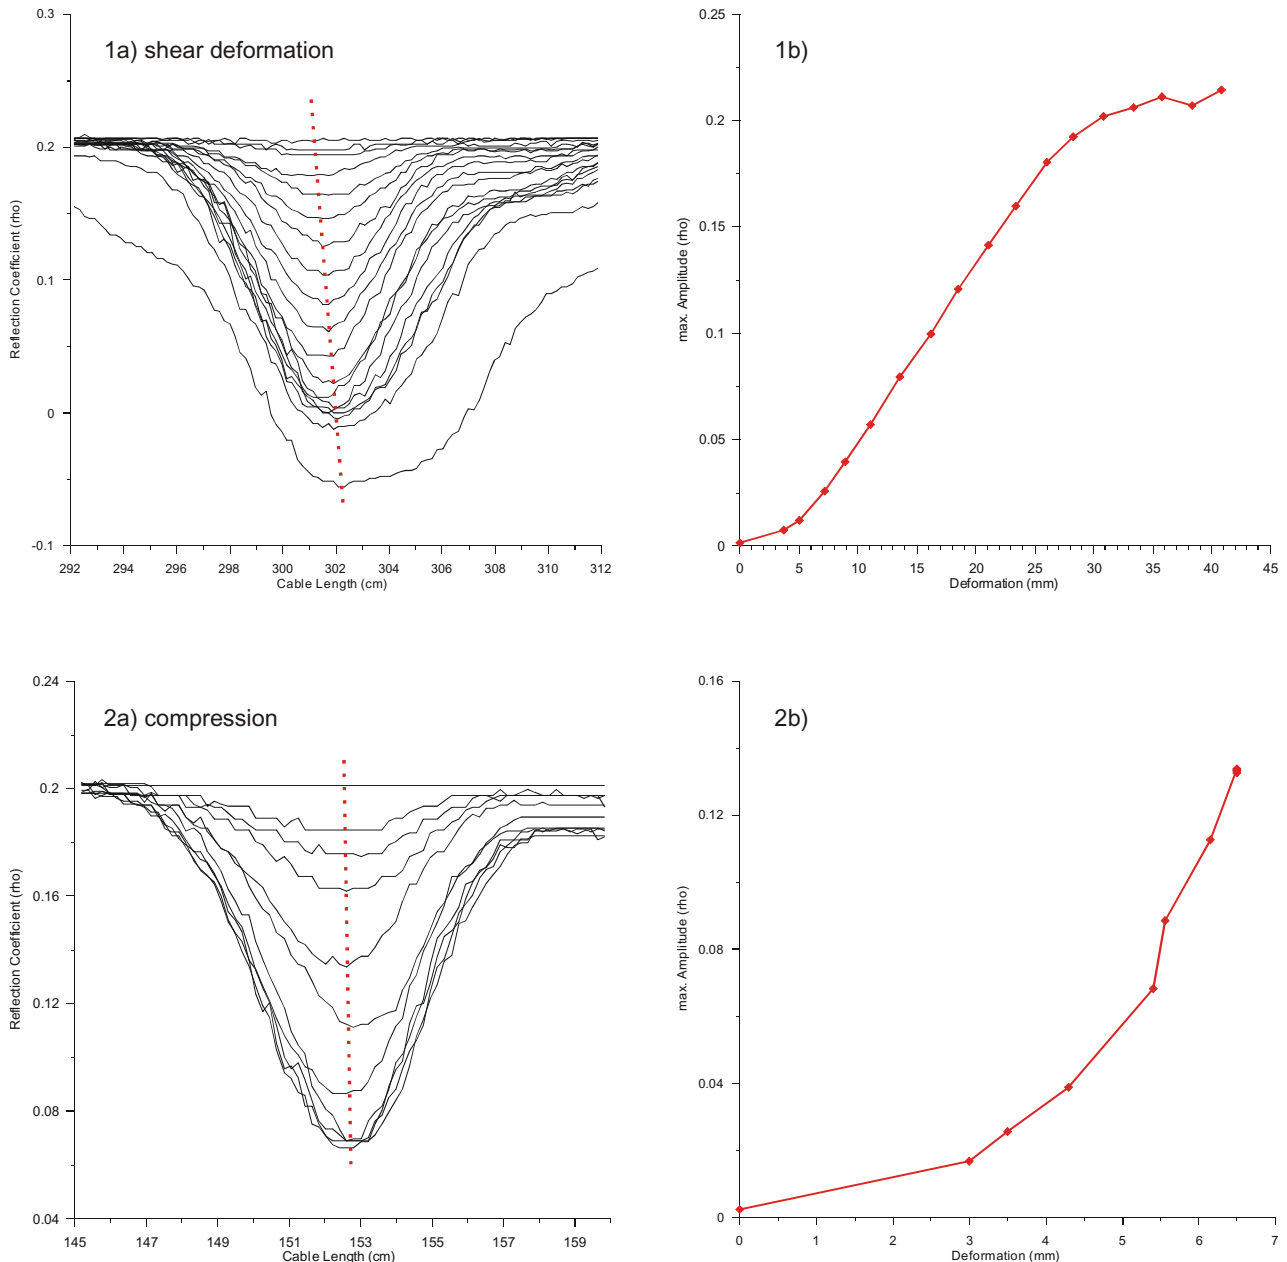 1a) shear deformation
0.3
0.2
0.1
0
-0.1
Reflection Coefficient (rho)
292 294 296 298 300 302 304 306 308 310 312
Cable Length (cm)
1b)
0.25
0.2
0.15
0.1
0.05
0
max. Amplitude (rho)
0 5 10 15 20 25 30 35 40 45
Deformation (mm)
2a) compression
0.24
0.2
0.16
0.12
0.08
0.04
Reflection Coefficient (rho)
145 147 149 151 153 155 157 159
Cable Length (cm)
2b)
0.16
0.12
0.08
0.04
0
max. Amplitude (rho)
0 1 2 3 4 5 6 7
Deformation (mm)